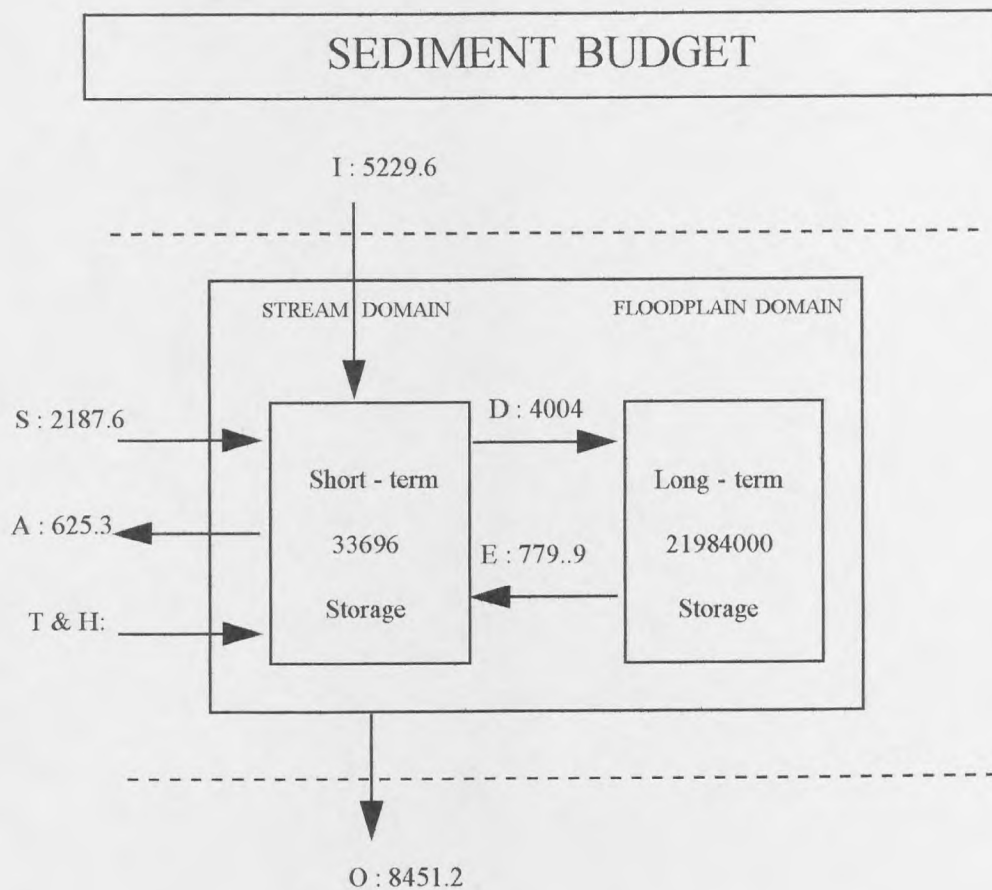 SEDIMENT BUDGET
I : 5229.6
STREAM DOMAIN
FLOODPLAIN DOMAIN
S : 2187.6
D : 4004
Short - term
33696
Storage
Long - term
21984000
Storage
A : 625.3
E : 779..9
T & H:
O : 8451.2